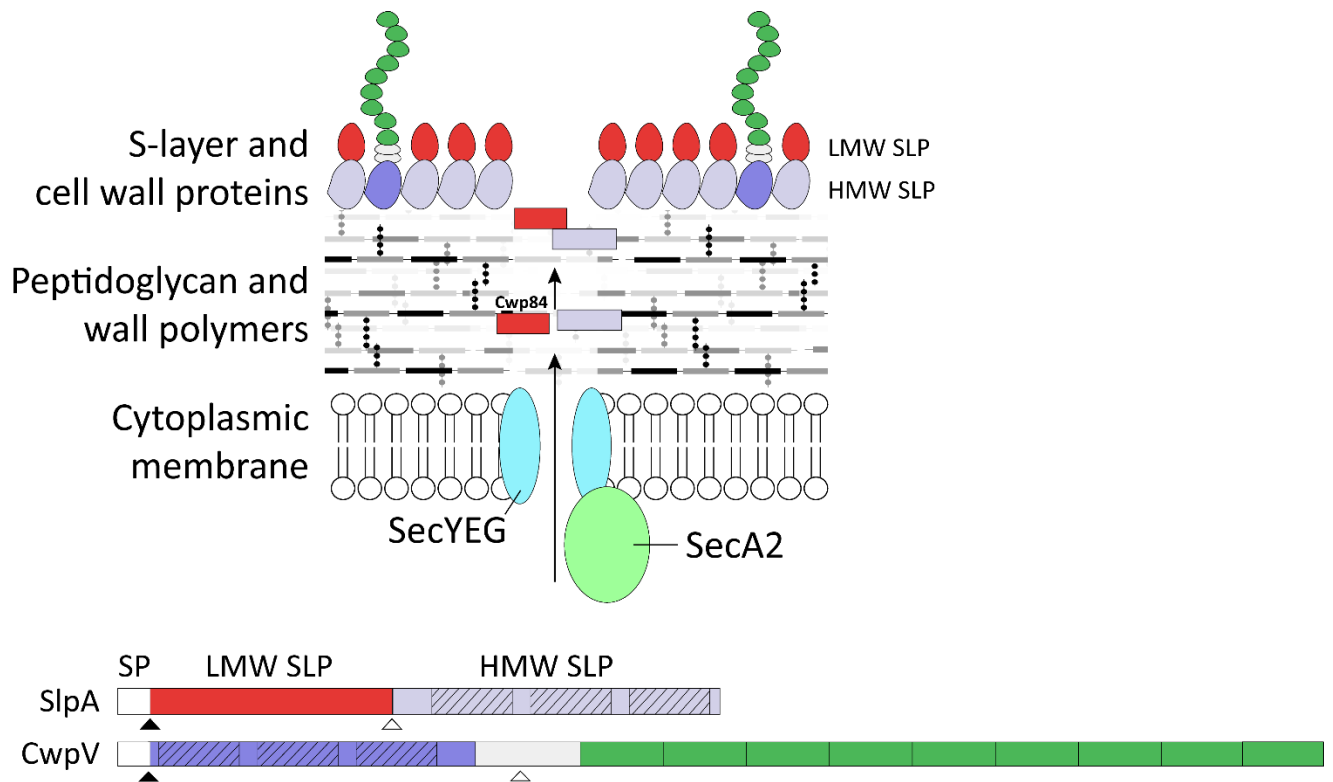 S-layer and
cell wall proteins
LMW SLP
HMW SLP
Peptidoglycan and
wall polymers
Cwp84
Cytoplasmic
membrane
SecYEG
SecA2
SP LMW SLP HMW SLP
SlpA
CwpV